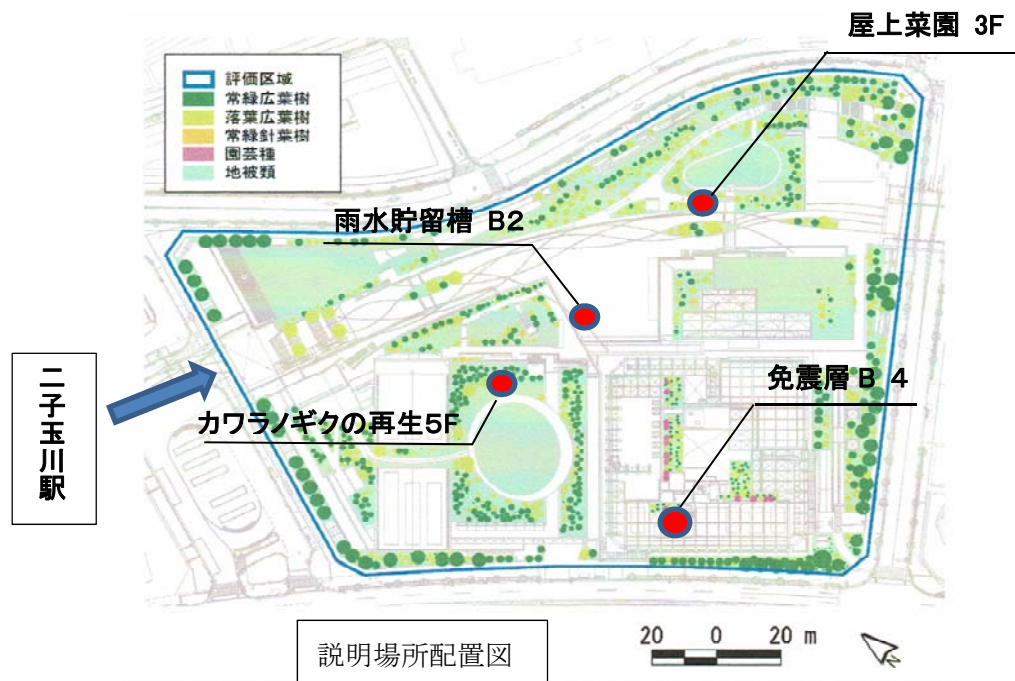 屋上菜園 3F
評価区域
常緑広葉樹
落葉広葉樹
常緑針葉樹
園芸種
地被類
雨水貯留槽 B2
二子玉川駅
免震層 B 4
カワラノギクの再生5F
説明場所配置図
20 0 20 m